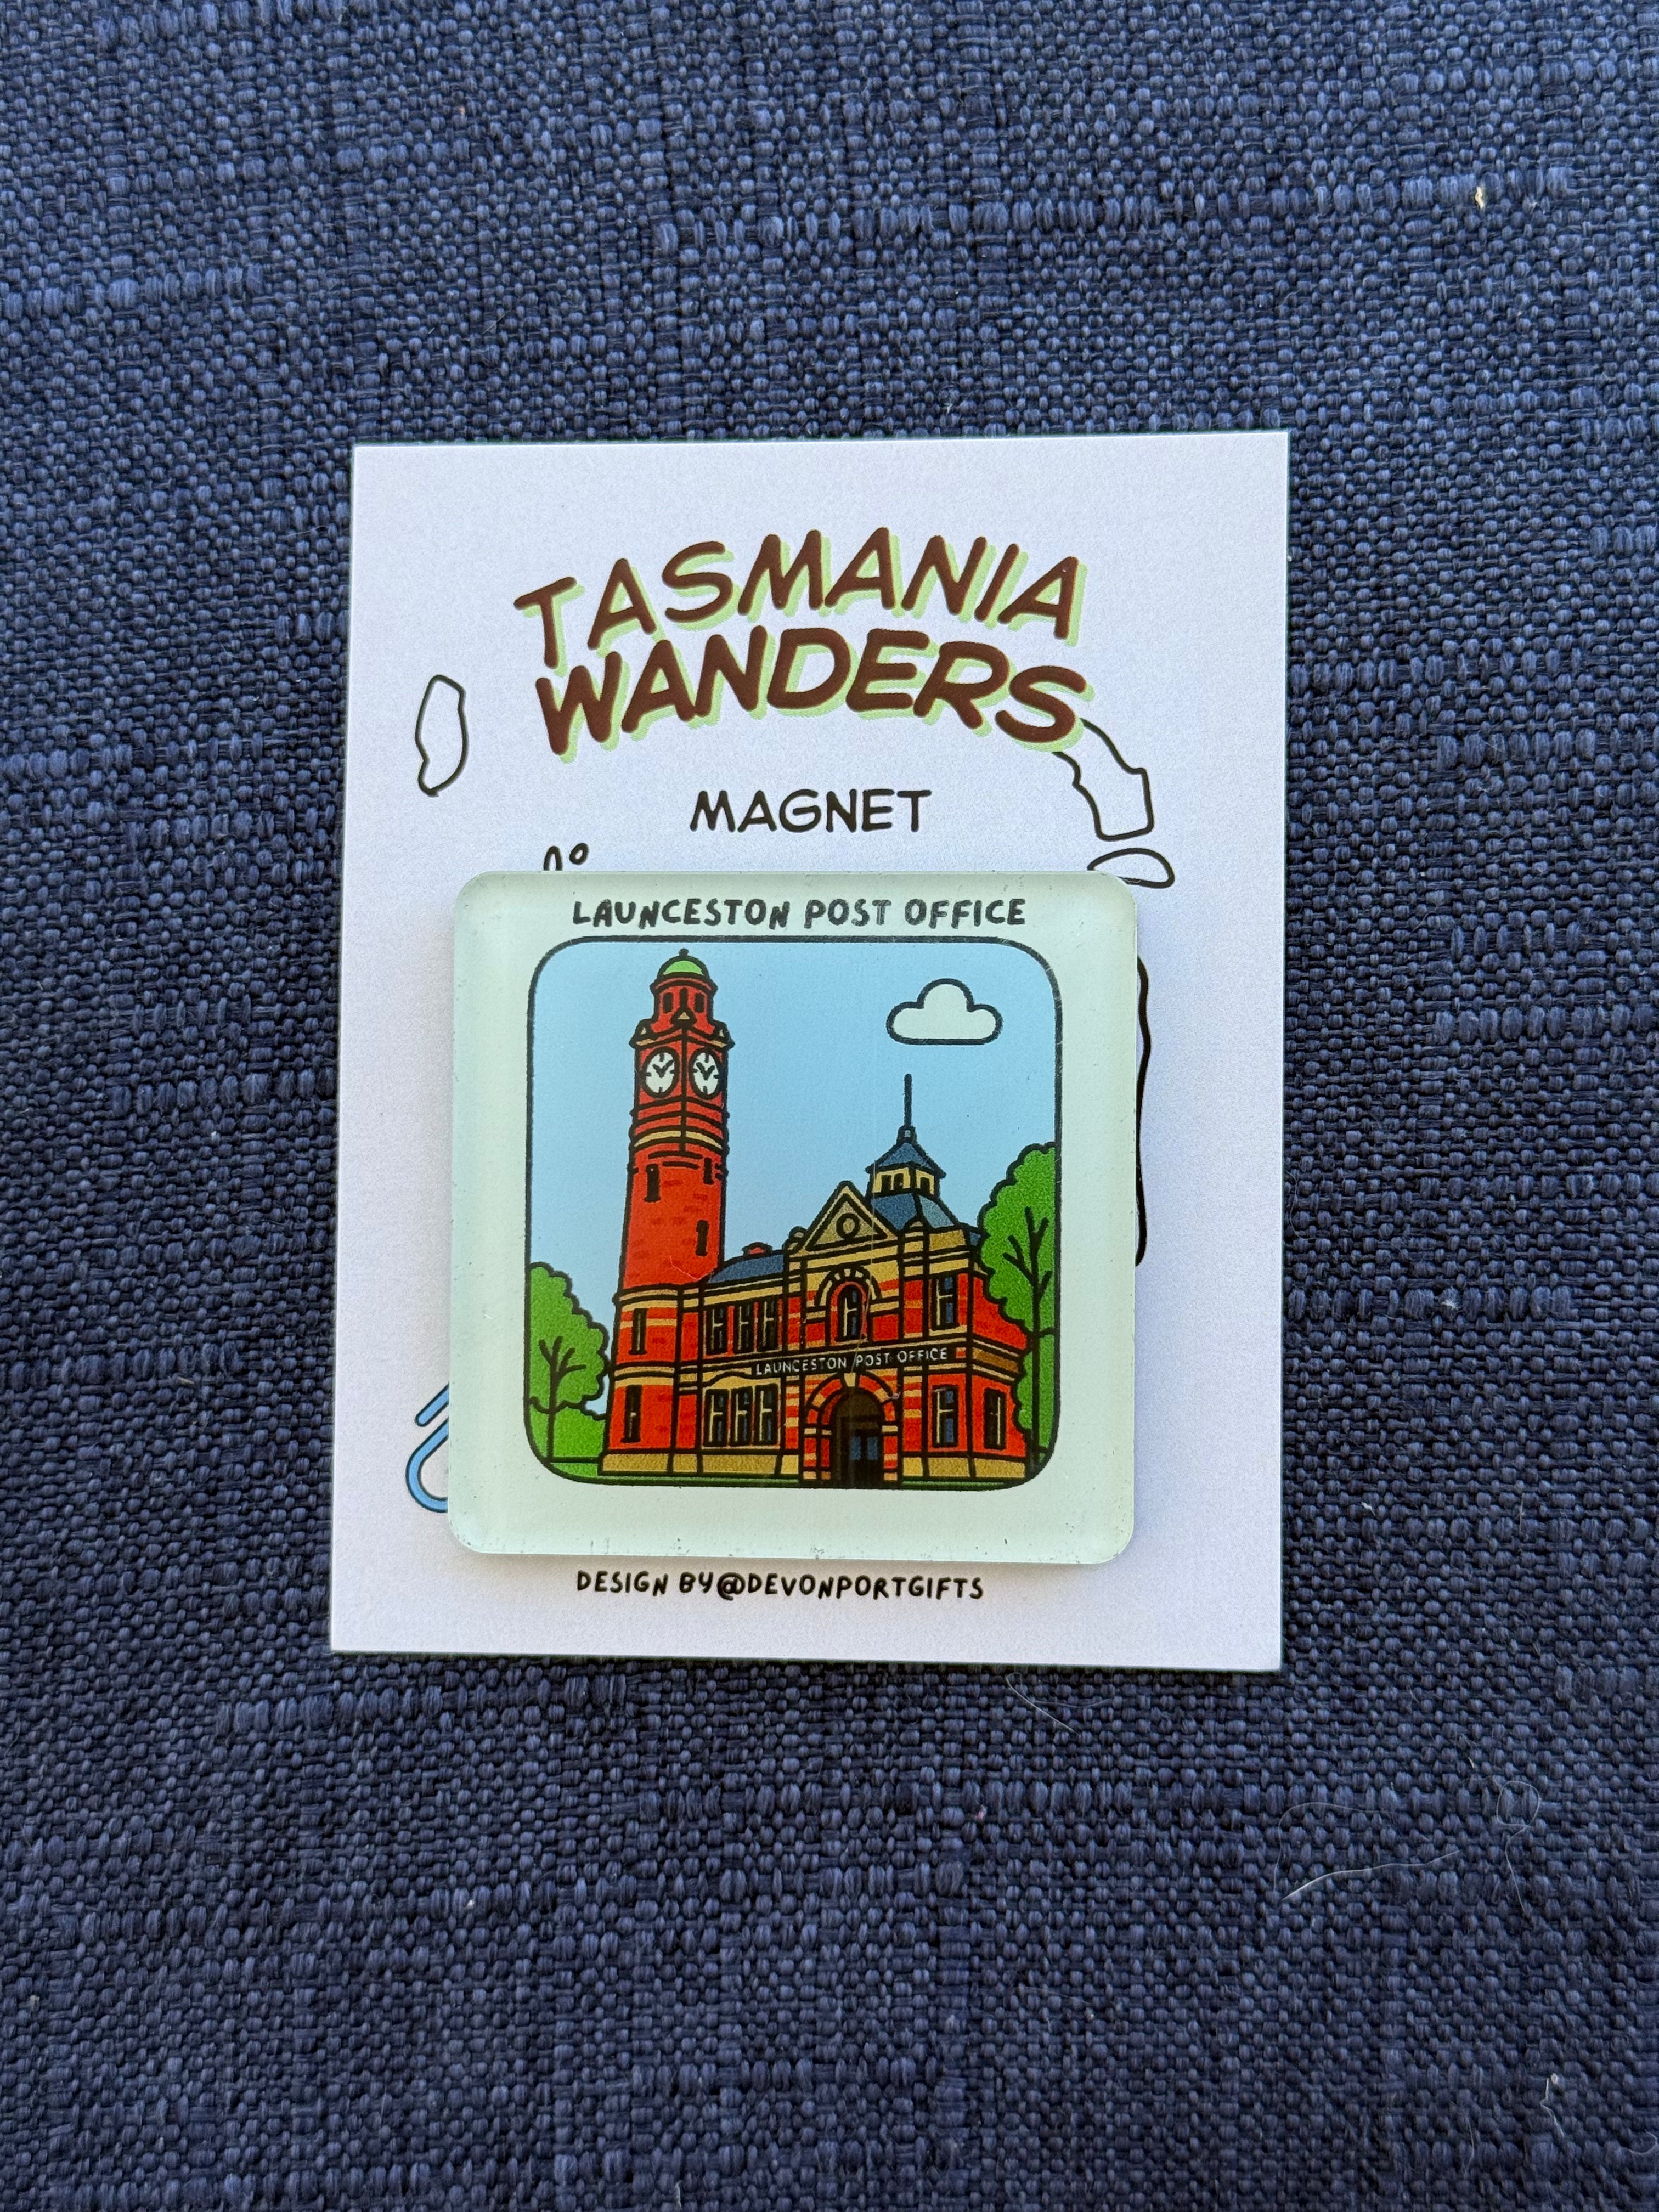 TASMANIA
WANDERS
MAGNET
LAUNCESTON POST OFFICE
LAUNCESTON POST OFFICE
DESIGN BY@DEVONPORTGIFTS